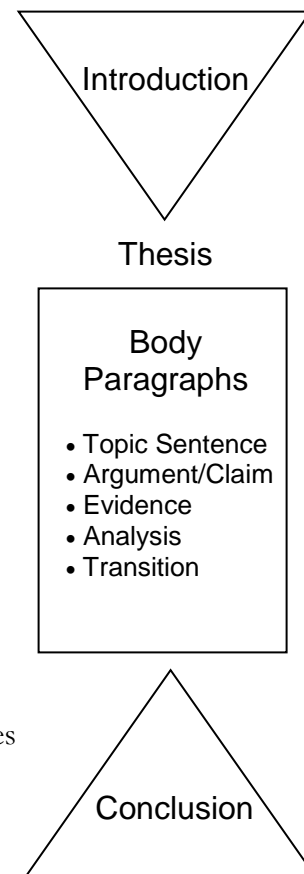 Introduction
Thesis
Body
Paragraphs
• Topic Sentence
• Argument/Claim
• Evidence
• Analysis
• Transition
Conclusion